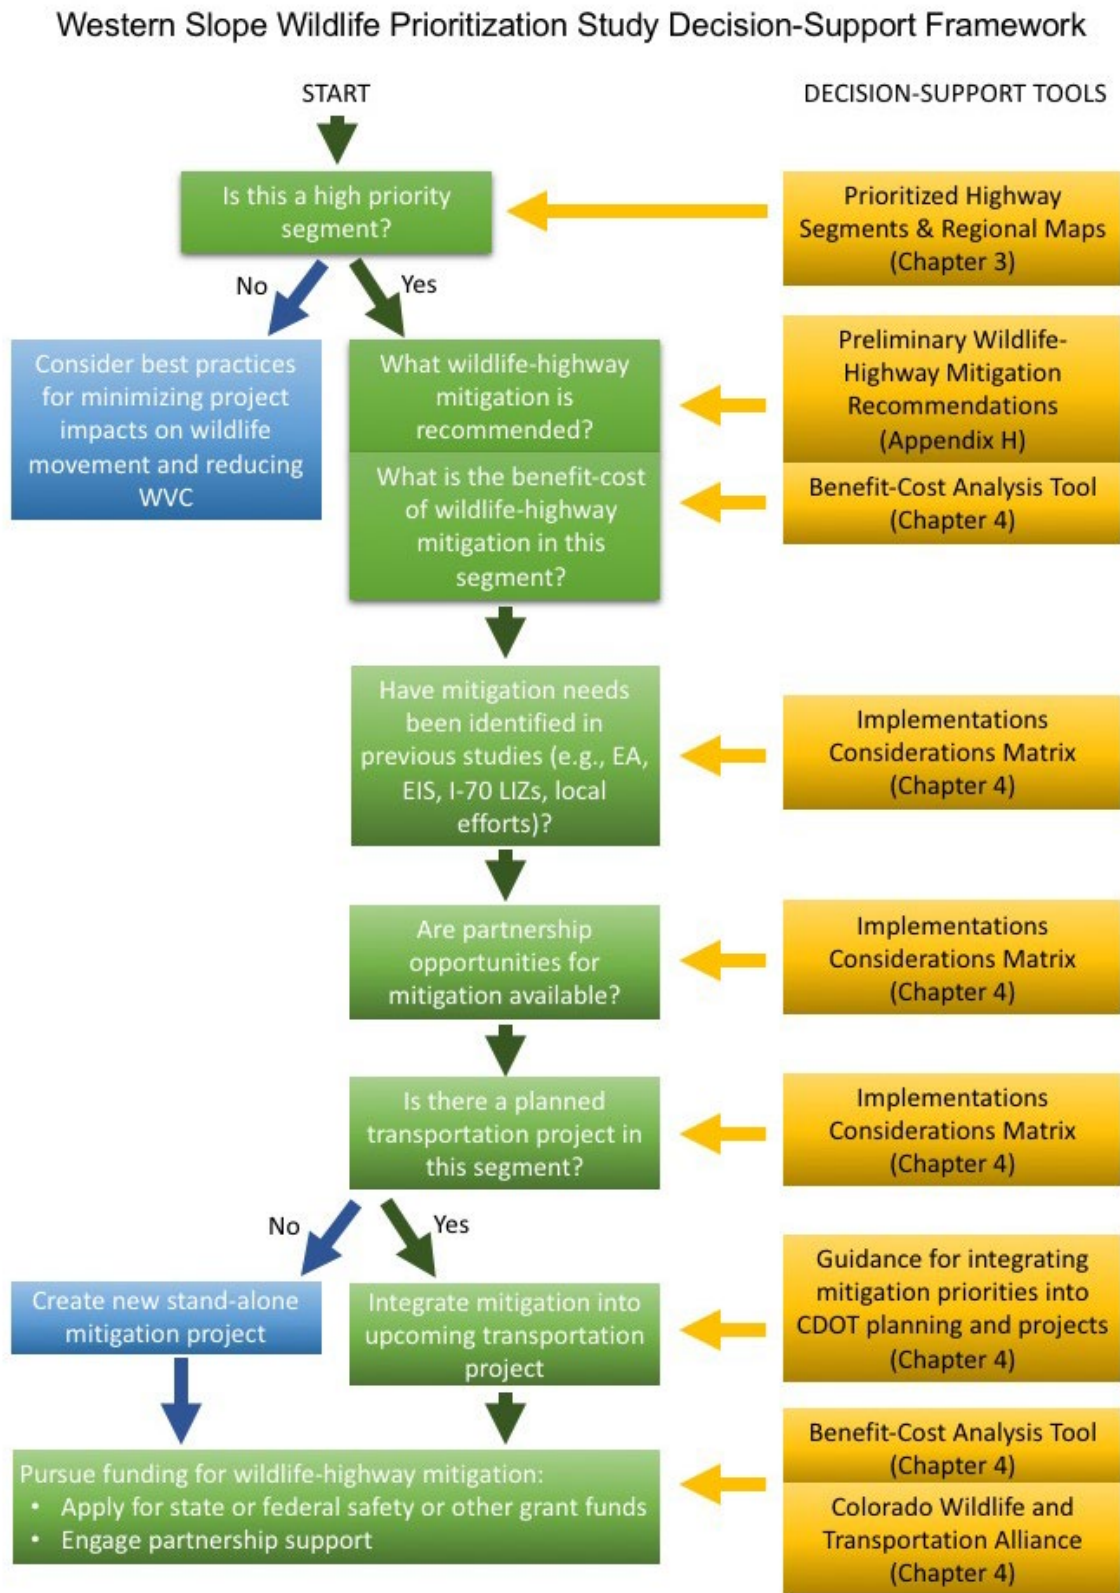 Western Slope Wildlife Prioritization Study Decision-Support Framework
START
DECISION-SUPPORT TOOLS
Is this a high priority
segment?
Prioritized Highway
Segments & Regional Maps
(Chapter 3)
No
Yes
Consider best practices
for minimizing project
impacts on wildlife
movement and reducing
WVC
What wildlife-highway
mitigation is
recommended?
Preliminary Wildlife-
Highway Mitigation
Recommendations
(Appendix H)
What is the benefit-cost
of wildlife-highway
mitigation in this
segment?
Benefit-Cost Analysis Tool
(Chapter 4)
Have mitigation needs
been identified in
previous studies (e.g., EA,
EIS, I-70 LIZs, local
efforts)?
Implementations
Considerations Matrix
(Chapter 4)
Are partnership
opportunities for
mitigation available?
Implementations
Considerations Matrix
(Chapter 4)
Is there a planned
transportation project in
this segment?
Implementations
Considerations Matrix
(Chapter 4)
No
Yes
Create new stand-alone
mitigation project
Integrate mitigation into
upcoming transportation
project
Guidance for integrating
mitigation priorities into
CDOT planning and projects
(Chapter 4)
Pursue funding for wildlife-highway mitigation:
• Apply for state or federal safety or other grant funds
• Engage partnership support
Benefit-Cost Analysis Tool
(Chapter 4)
Colorado Wildlife and
Transportation Alliance
(Chapter 4)